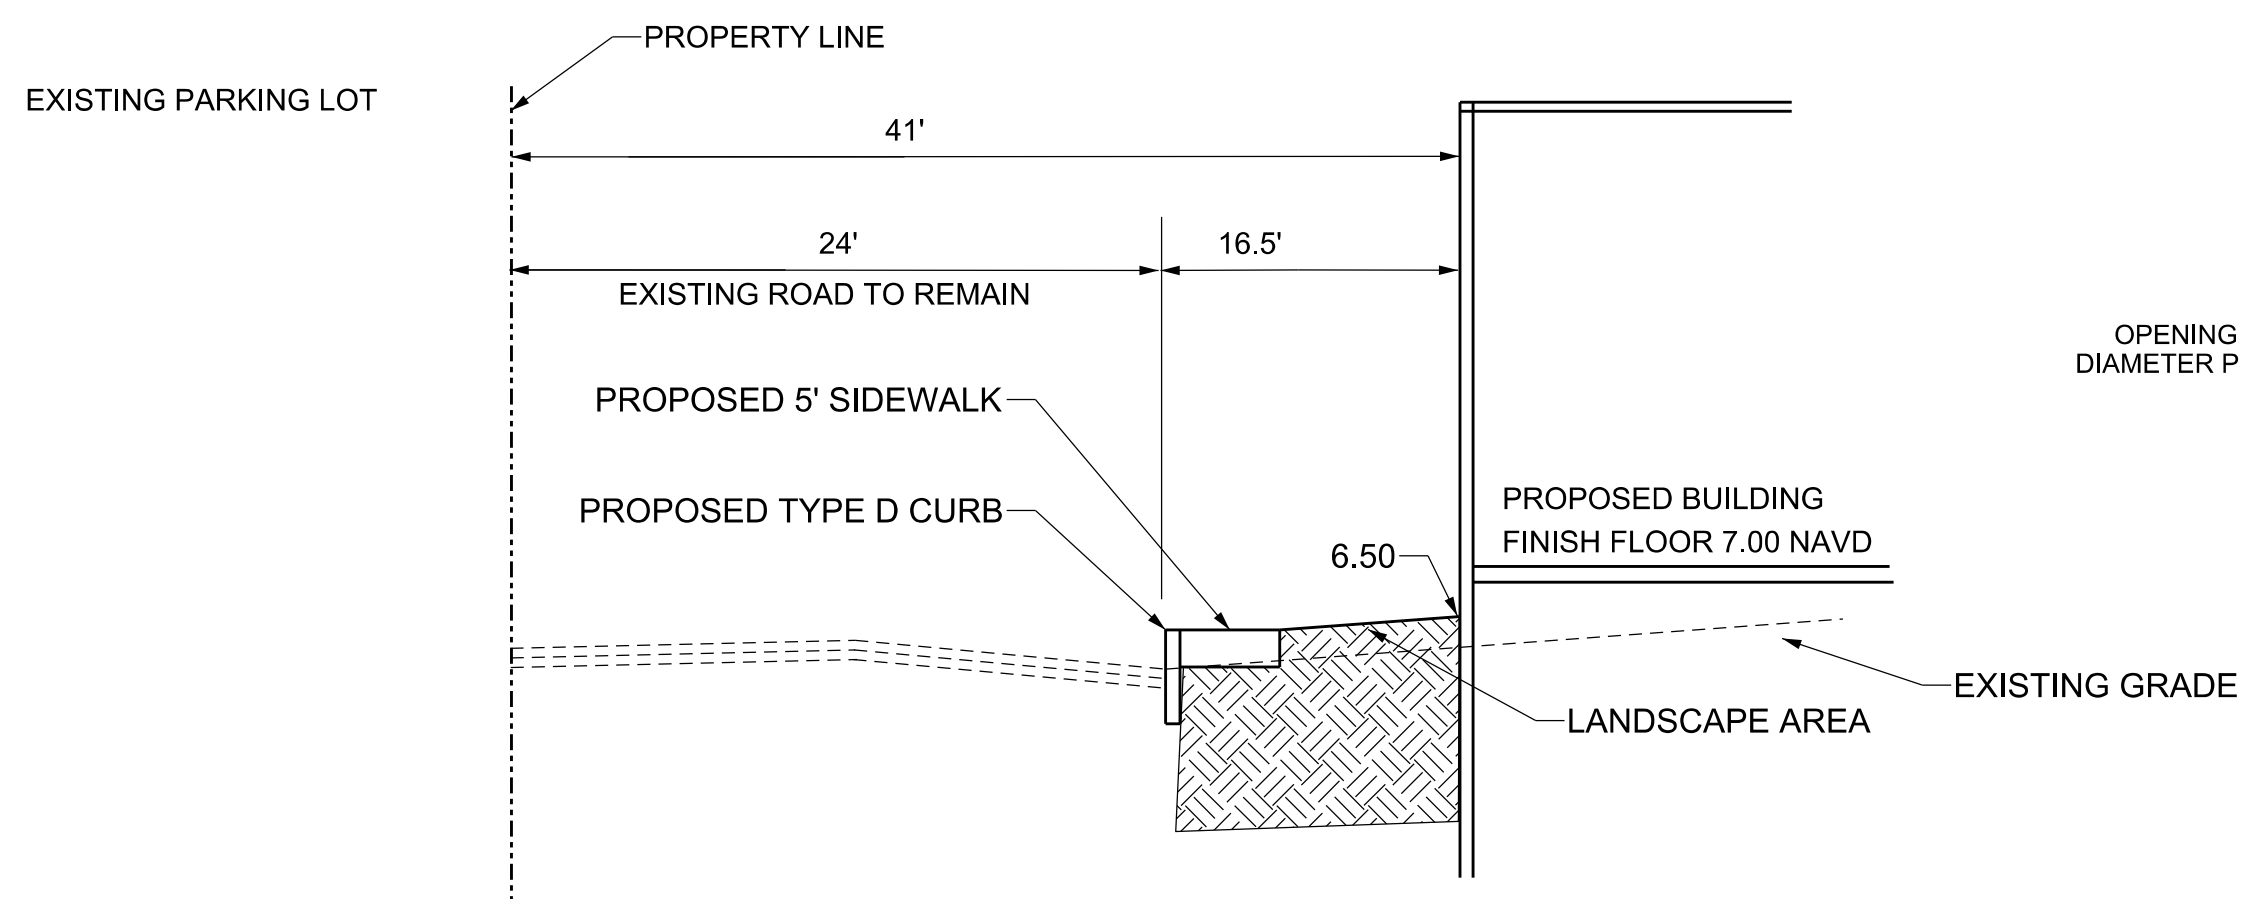 PROPERTY LINE
EXISTING PARKING LOT
41'
24'
16.5'
EXISTING ROAD TO REMAIN
OPENING
DIAMETER P
PROPOSED 5' SIDEWALK
PROPOSED TYPE D CURB
PROPOSED BUILDING
FINISH FLOOR 7.00 NAVD
6.50
EXISTING GRADE
LANDSCAPE AREA